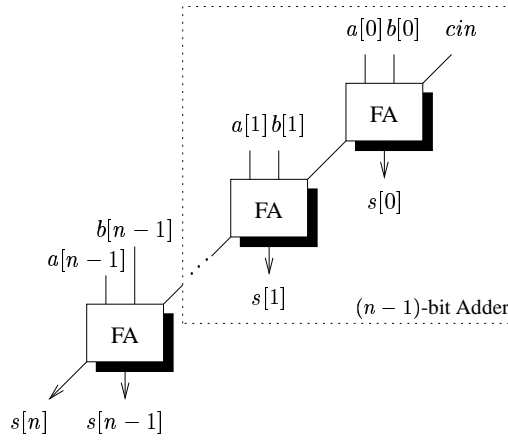 a[0] b[0] cin
FA
a[1] b[1]
s[0]
FA
b[n − 1]
a[n − 1]
s[1]
(n − 1)-bit Adder
FA
s[n] s[n − 1]